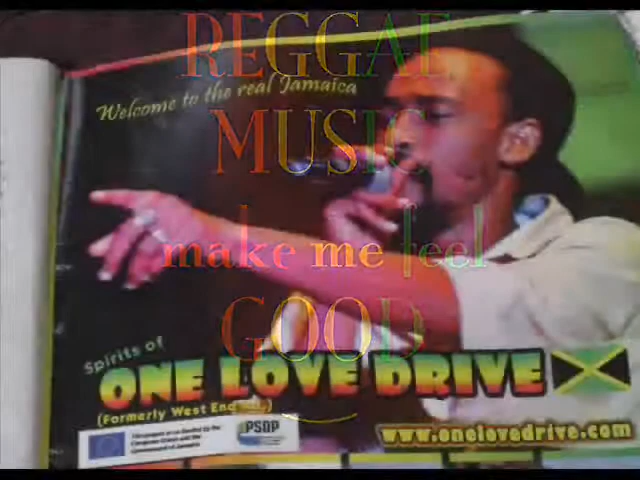 REGGAE
Welcome to the real Jamaica
MUSIC
make me feel
GOOD
Spirits of
ONE LOVE DRIVE
(Formerly West End
PSDP
www.onelovedrive.com